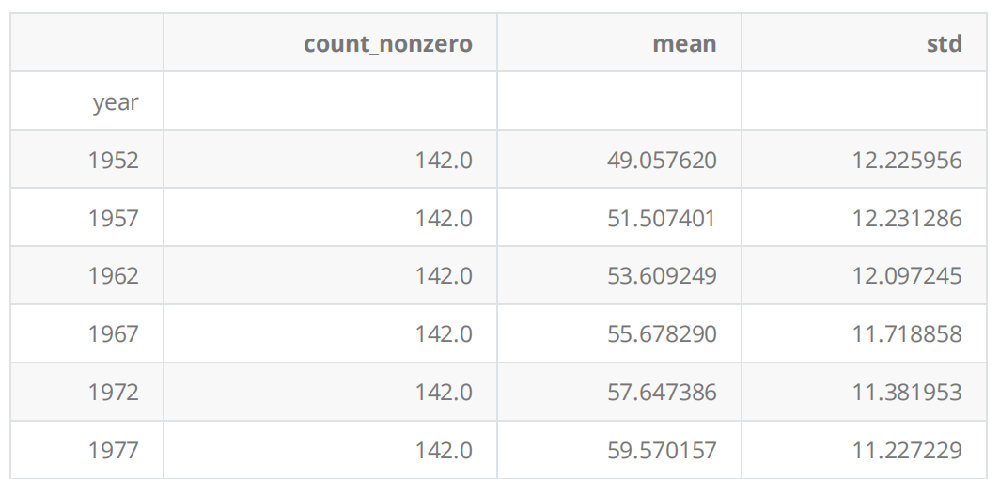 count_nonzero mean std
year
1952 142.0 49.057620 12.225956
1957 142.0 51.507401 12.231286
1962 142.0 53.609249 12.097245
1967 142.0 55.678290 11.718858
1972 142.0 57.647386 11.381953
1977 142.0 59.570157 11.227229